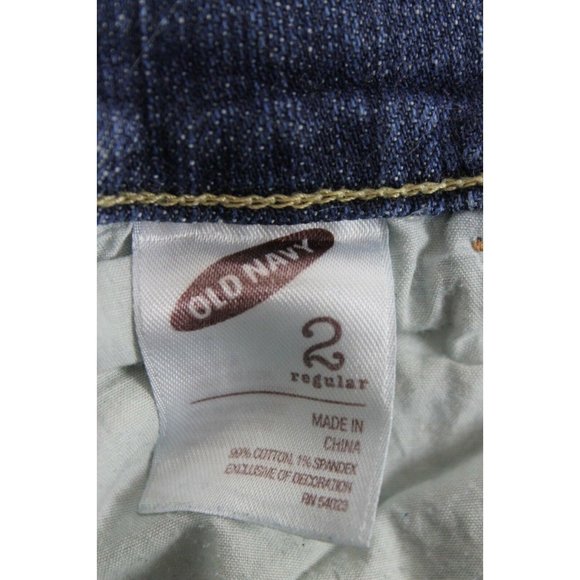 OLD NAVY
2
regular
MADE IN
CHINA
99% COTTON, 1% SPANDEX
EXCLUSIVE OF DECORATION
RN 54023